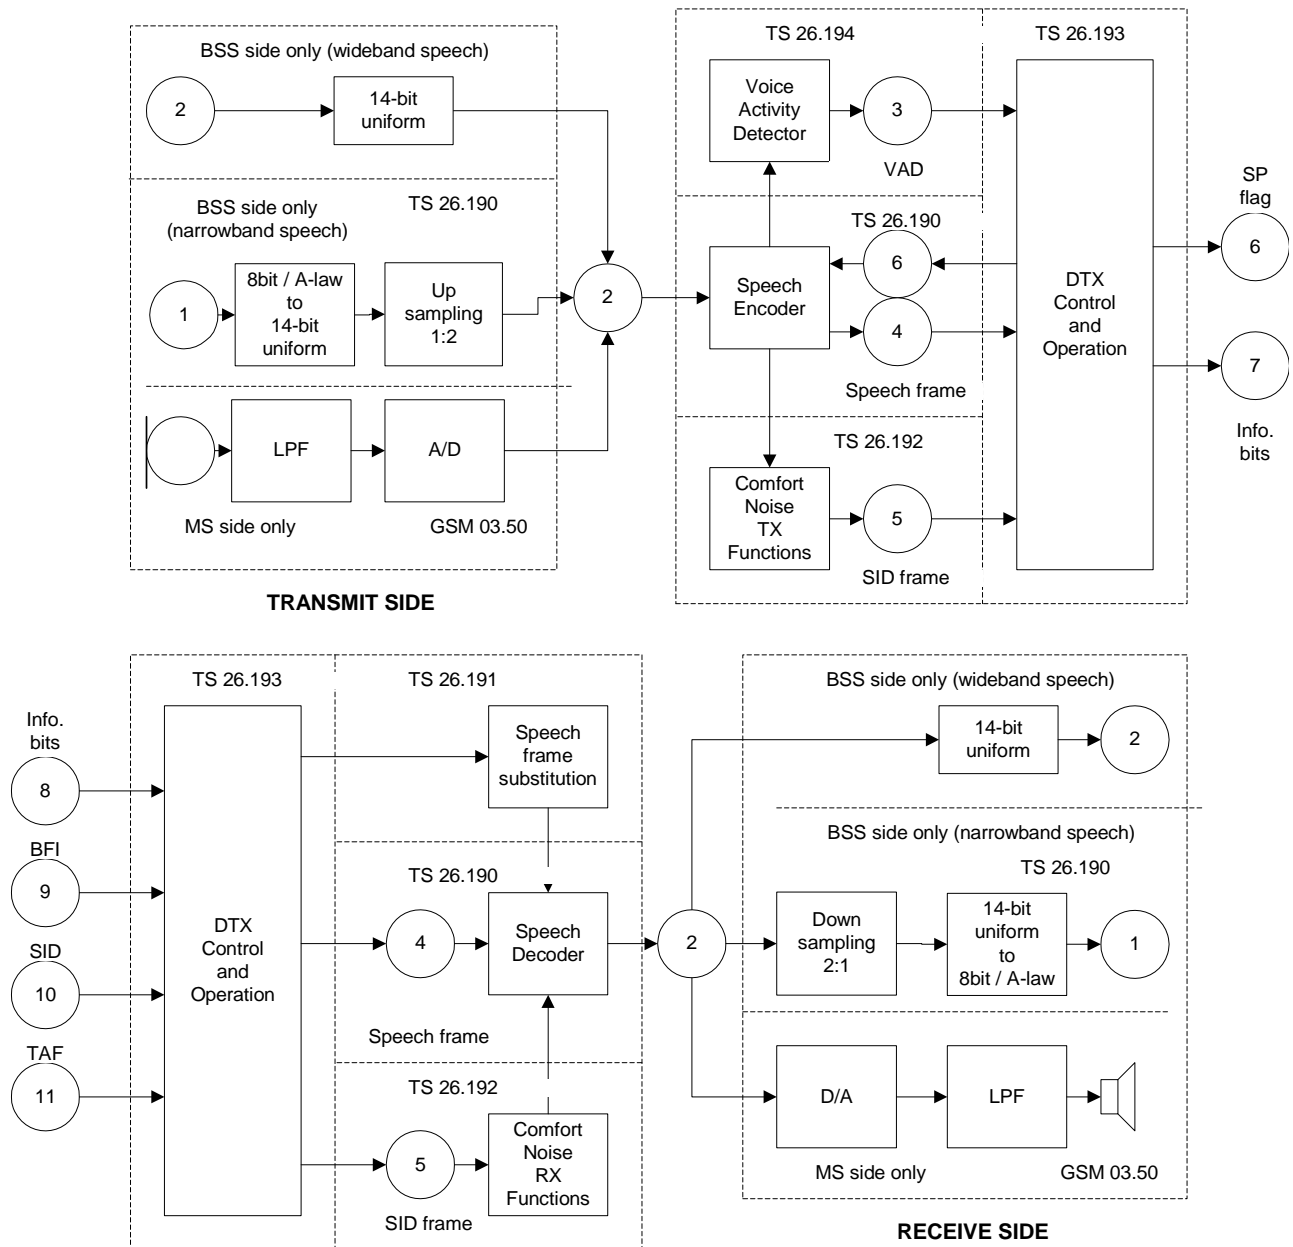 BSS side only (wideband speech)
2
14-bit
uniform
BSS side only
(narrowband speech)
TS 26.190
1
8bit / A-law
to
14-bit
uniform
Up
sampling
1:2
2
LPF
A/D
MS side only
GSM 03.50
TRANSMIT SIDE
TS 26.194
TS 26.193
Voice
Activity
Detector
3
VAD
TS 26.190
Speech
Encoder
6
4
Speech frame
TS 26.192
Comfort
Noise
TX
Functions
5
SID frame
DTX
Control
and
Operation
SP
flag
6
7
Info.
bits
TS 26.193
TS 26.191
Info.
bits
8
BFI
9
SID
10
TAF
11
DTX
Control
and
Operation
Speech
frame
substitution
TS 26.190
4
Speech
Decoder
Speech frame
TS 26.192
5
Comfort
Noise
RX
Functions
SID frame
2
BSS side only (wideband speech)
14-bit
uniform
2
BSS side only (narrowband speech)
TS 26.190
Down
sampling
2:1
14-bit
uniform
to
8bit / A-law
1
D/A
LPF
MS side only
GSM 03.50
RECEIVE SIDE